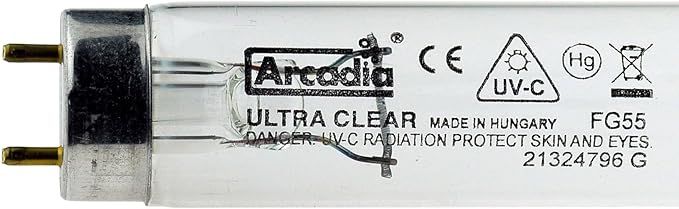 Arcadia ®
CE
UV-C
Hg
ULTRA CLEAR MADE IN HUNGARY FG55
DANGER: UV-C RADIATION PROTECT SKIN AND EYES.
21324796 G